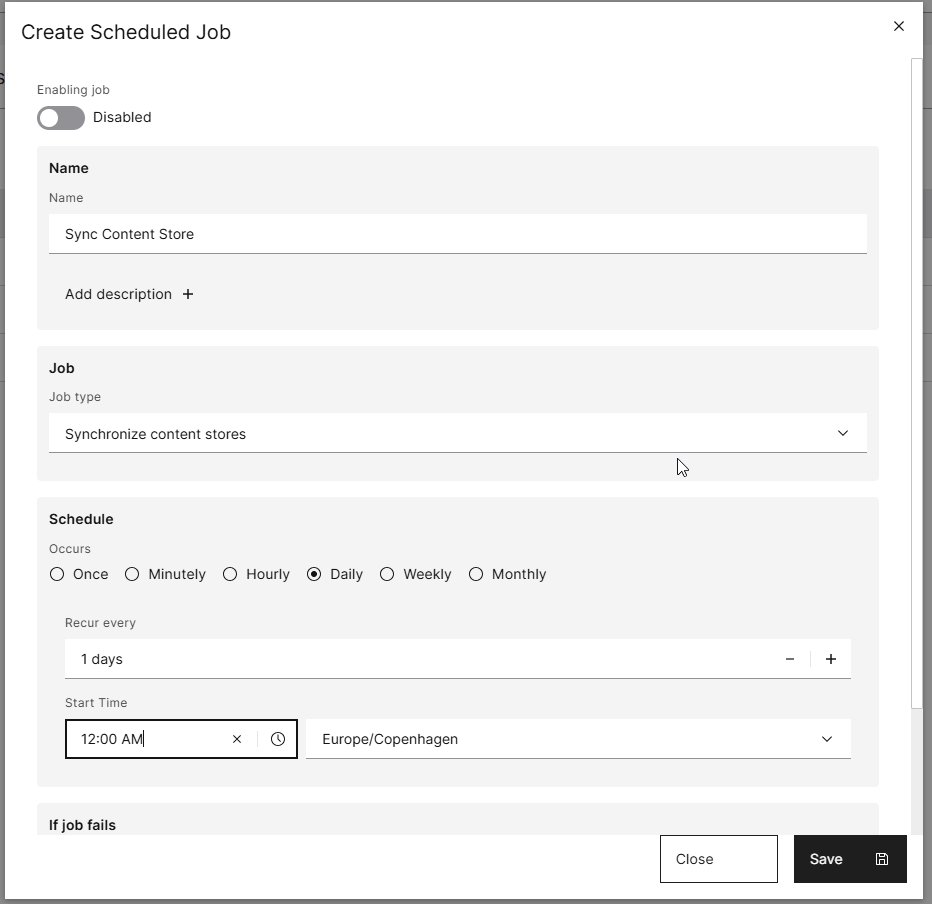 Create Scheduled Job
Enabling job
Disabled
Name
Name
Sync Content Store
Add description
Job
Job type
Synchronize content stores
Schedule
Occurs
Once Minutely Hourly Daily Weekly Monthly
Recur every
1 days
Start Time
12:00 AM Europe/Copenhagen
If job fails
Close Save